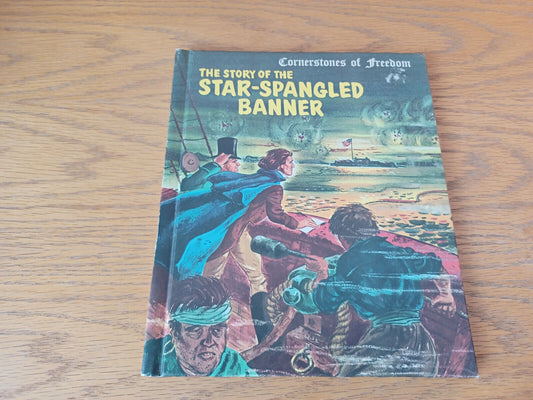 Cornerstones of Freedom
THE STORY OF THE
STAR-SPANGLED
BANNER